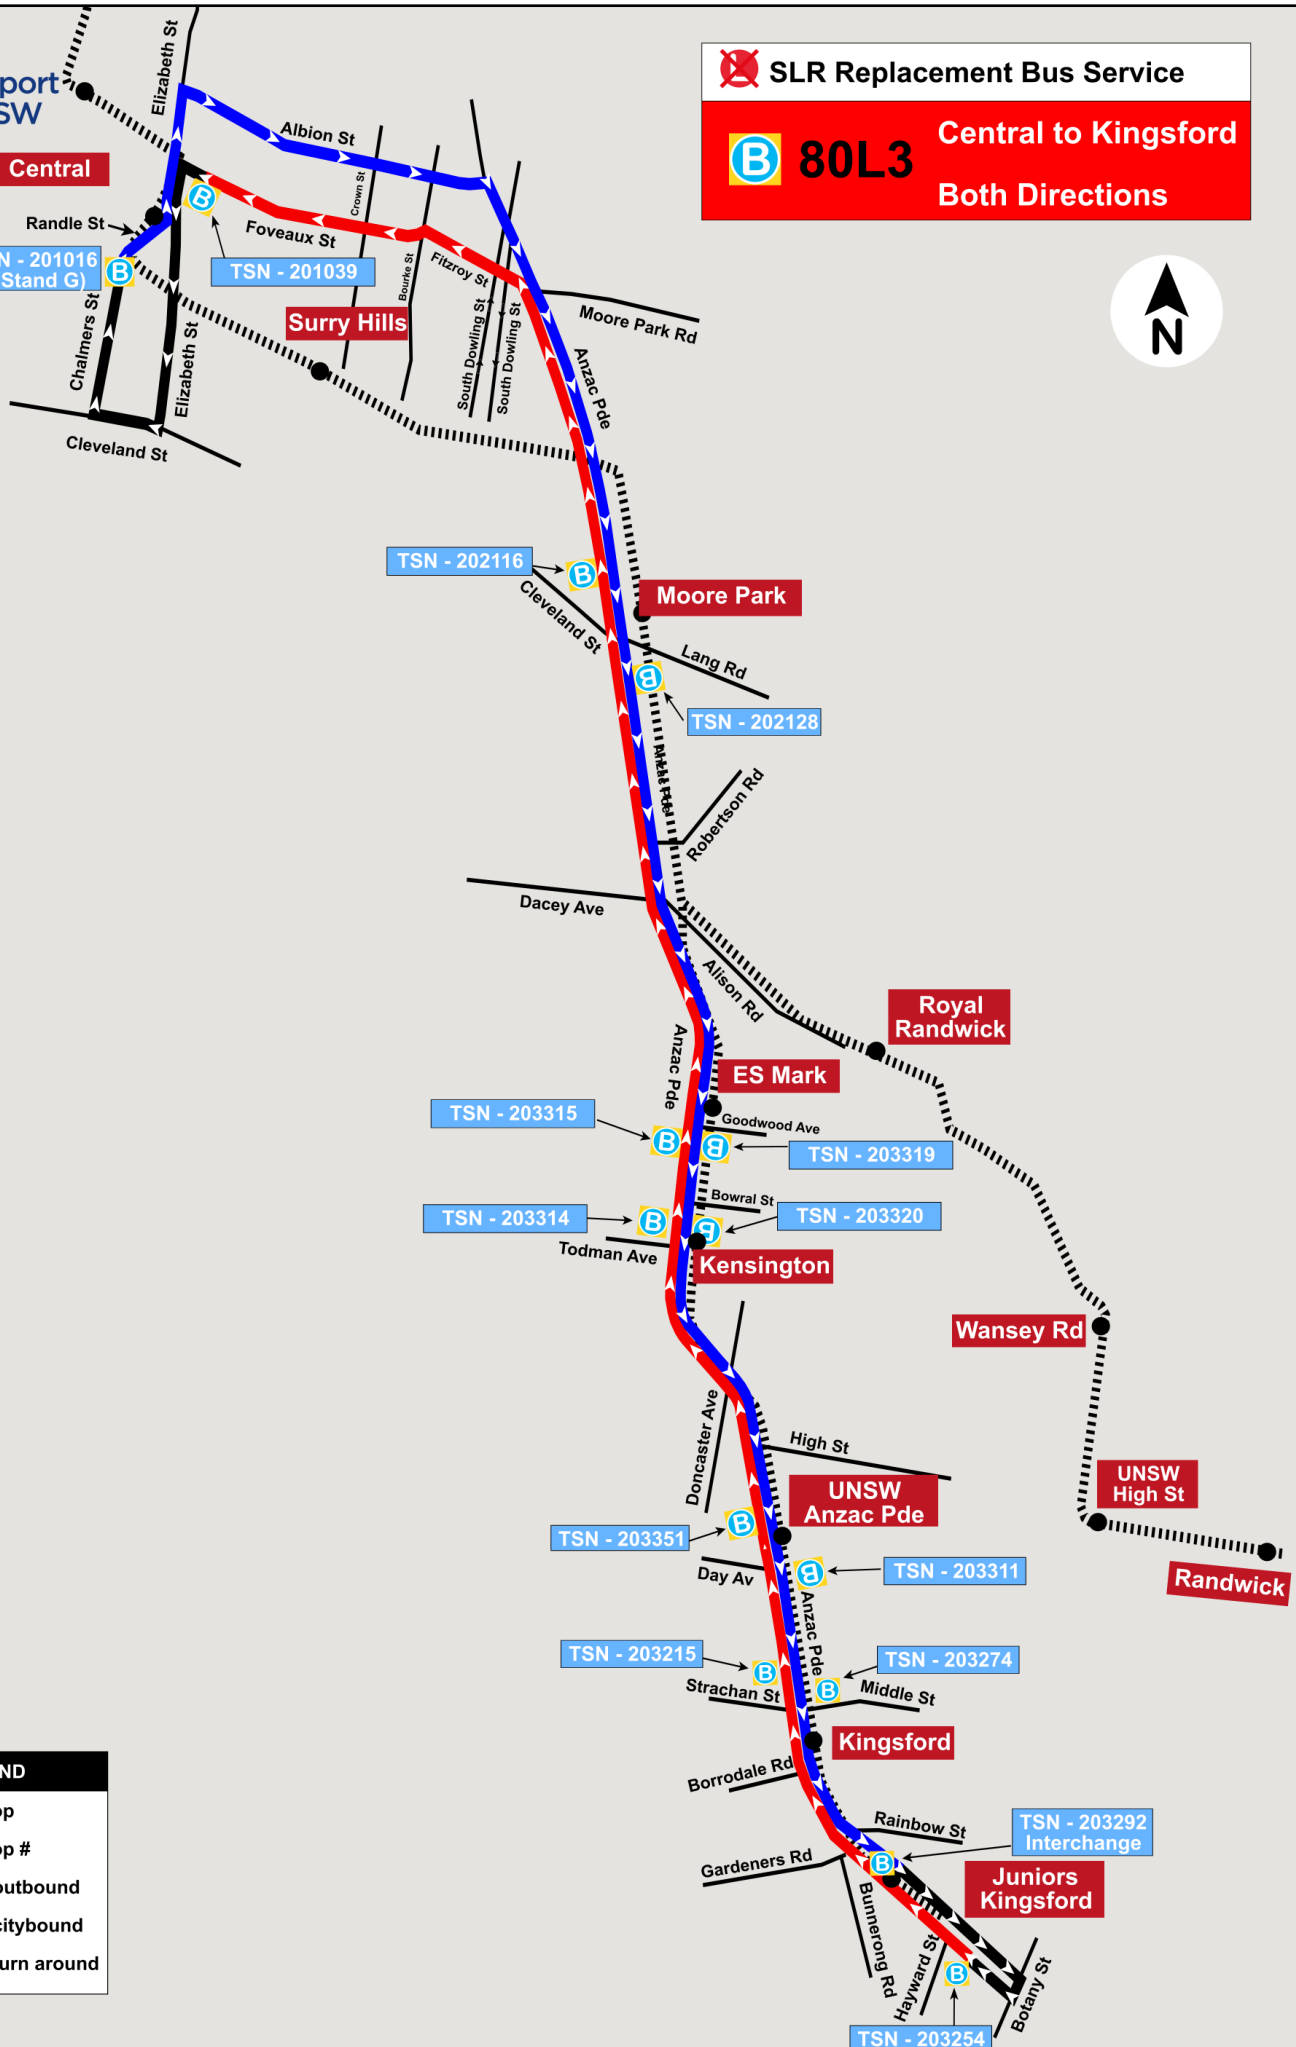 Elizabeth St
port
SW
SLR Replacement Bus Service
B
80L3
Central to Kingsford
Both Directions
Albion St
Central
Crown St
B
Randle St
Foveaux St
Bourke St
Fitzroy St
N - 201016
(Stand G)
B
TSN - 201039
N
Surry Hills
Moore Park Rd
Chalmers St
Elizabeth St
South Dowling St
South Dowling St
Anzac Pde
Cleveland St
TSN - 202116
B
Cleveland St
Moore Park
Lang Rd
B
TSN - 202128
Anzac Pde
Robertson Rd
Dacey Ave
Alison Rd
Royal
Randwick
Anzac Pde
ES Mark
TSN - 203315
B
Goodwood Ave
B
TSN - 203319
Bowral St
TSN - 203314
B
B
TSN - 203320
Todman Ave
Kensington
Wansey Rd
Doncaster Ave
High St
UNSW
High St
UNSW
Anzac Pde
B
TSN - 203351
Day Av
B
TSN - 203311
Randwick
Anzac Pde
TSN - 203215
B
TSN - 203274
Strachan St
B
Middle St
Kingsford
Borrodale Rd
ND
op
op #
outbound
citybound
urn around
Rainbow St
TSN - 203292
Interchange
Gardeners Rd
B
Juniors
Kingsford
Bunnerong Rd
Hayward St
B
Botany St
TSN - 203254